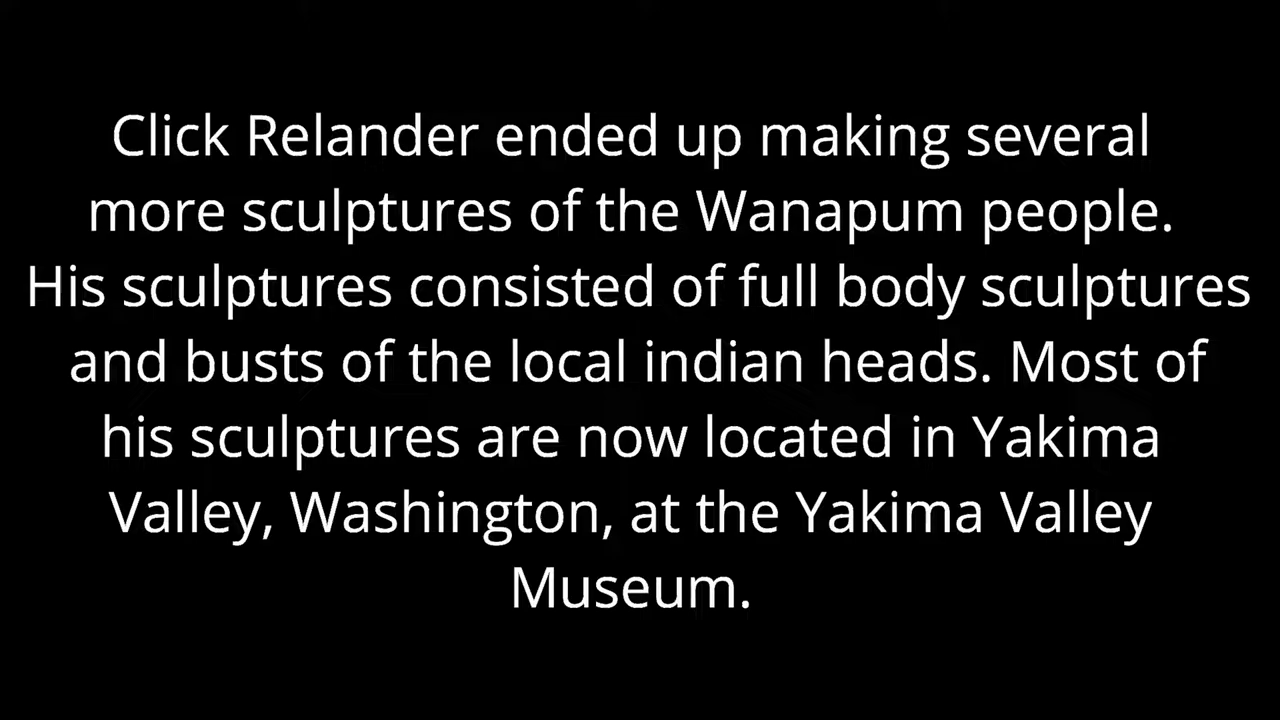 Click Relander ended up making several
more sculptures of the Wanapum people.
His sculptures consisted of full body sculptures
and busts of the local indian heads. Most of
his sculptures are now located in Yakima
Valley, Washington, at the Yakima Valley
Museum.